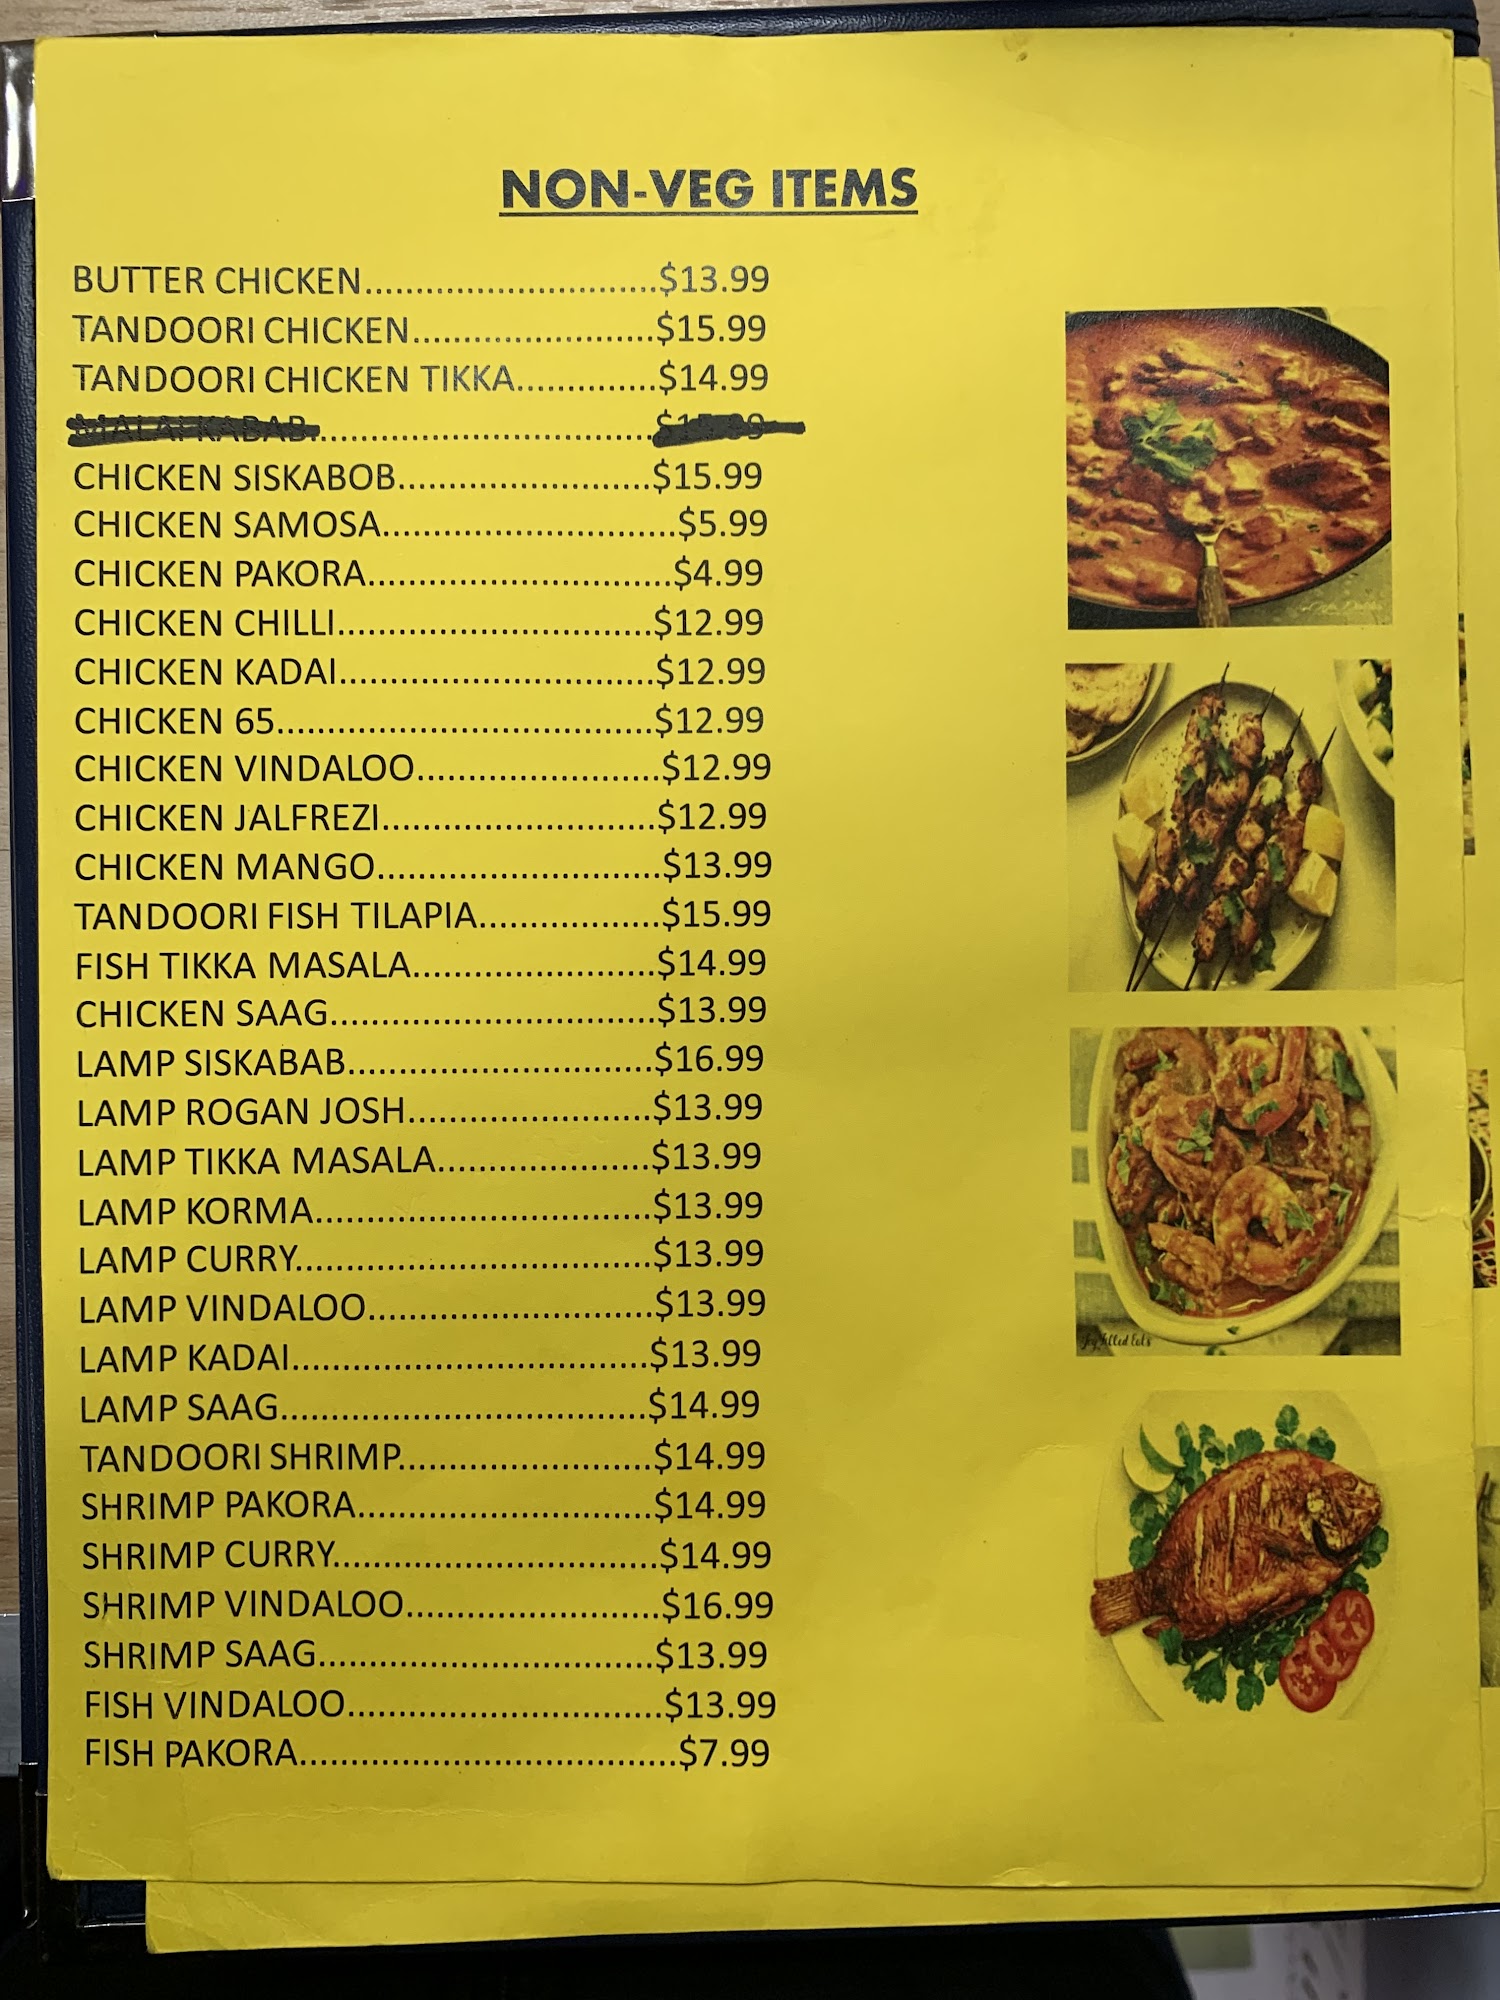 NON-VEG ITEMS
BUTTER CHICKEN.............................$13.99
TANDOORI CHICKEN........................$15.99
TANDOORI CHICKEN TIKKA..............$14.99
MALAI KABAB
CHICKEN SISKABOB.........................$15.99
CHICKEN SAMOSA.............................$5.99
CHICKEN PAKORA..............................$4.99
CHICKEN CHILLI...............................$12.99
CHICKEN KADAI...............................$12.99
CHICKEN 65.....................................$12.99
CHICKEN VINDALOO........................$12.99
CHICKEN JALFREZI...........................$12.99
CHICKEN MANGO............................$13.99
TANDOORI FISH TILAPIA..................$15.99
FISH TIKKA MASALA........................$14.99
CHICKEN SAAG................................$13.99
LAMP SISKABAB..............................$16.99
LAMP ROGAN JOSH........................$13.99
LAMP TIKKA MASALA.....................$13.99
LAMP KORMA.................................$13.99
LAMP CURRY...................................$13.99
LAMP VINDALOO............................$13.99
LAMP KADAI...................................$13.99
LAMP SAAG....................................$14.99
TANDOORI SHRIMP.........................$14.99
SHRIMP PAKORA.............................$14.99
SHRIMP CURRY................................$14.99
SHRIMP VINDALOO.........................$16.99
SHRIMP SAAG.................................$13.99
FISH VINDALOO...............................$13.99
FISH PAKORA.....................................$7.99
Joy Filled Eats